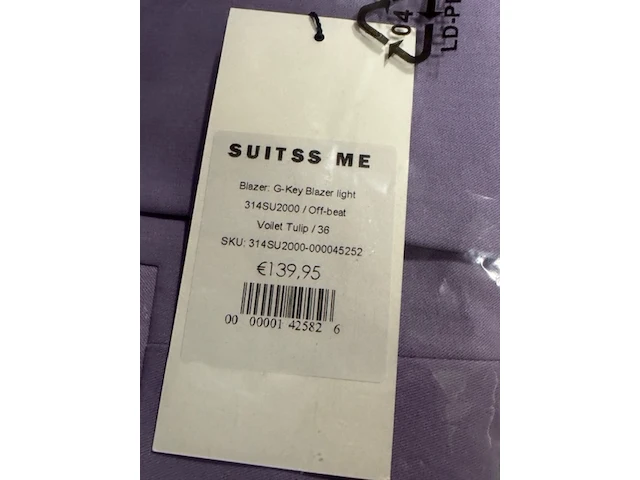 04
LD-P
SUITSS ME
Blazer: G-Key Blazer light
314SU2000 / Off-beat
Voilet Tulip / 36
SKU: 314SU2000-000045252
€139,95
00 00001 42582 6